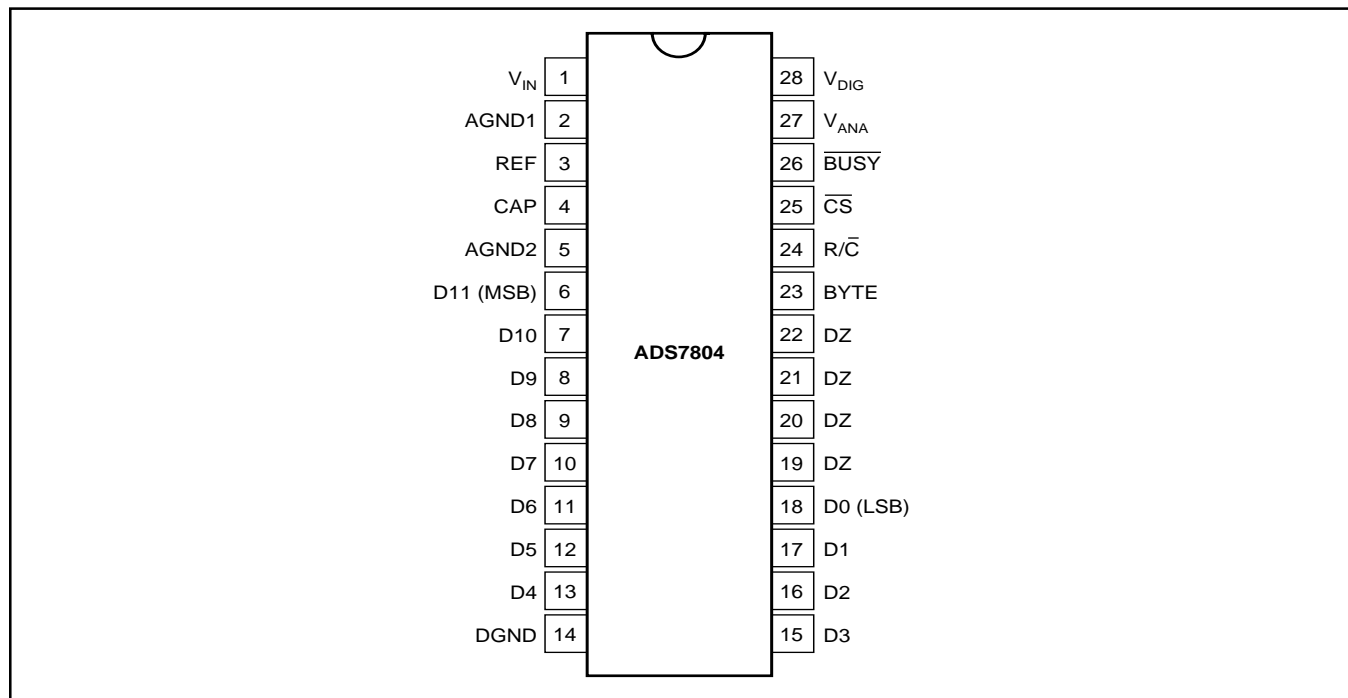 V_IN 1 28 V_DIG
AGND1 2 27 V_ANA
REF 3 26 B̅U̅S̅Y̅
CAP 4 25 C̅S̅
AGND2 5 24 R/C̅
D11 (MSB) 6 23 BYTE
D10 7 22 DZ
ADS7804
D9 8 21 DZ
D8 9 20 DZ
D7 10 19 DZ
D6 11 18 D0 (LSB)
D5 12 17 D1
D4 13 16 D2
DGND 14 15 D3